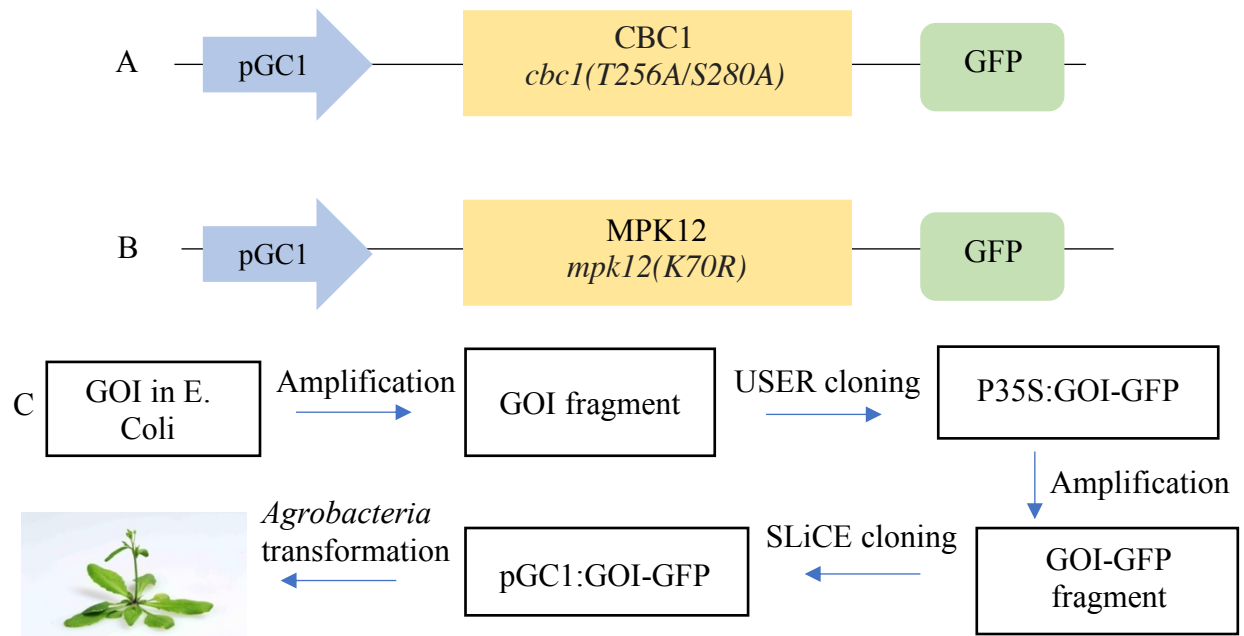 A
pGC1
CBC1
cbc1(T256A/S280A)
GFP
B
pGC1
MPK12
mpk12(K70R)
GFP
C
GOI in E.
Coli
Amplification
GOI fragment
USER cloning
P35S:GOI-GFP
Amplification
GOI-GFP
fragment
SLiCE cloning
pGC1:GOI-GFP
Agrobacteria
transformation